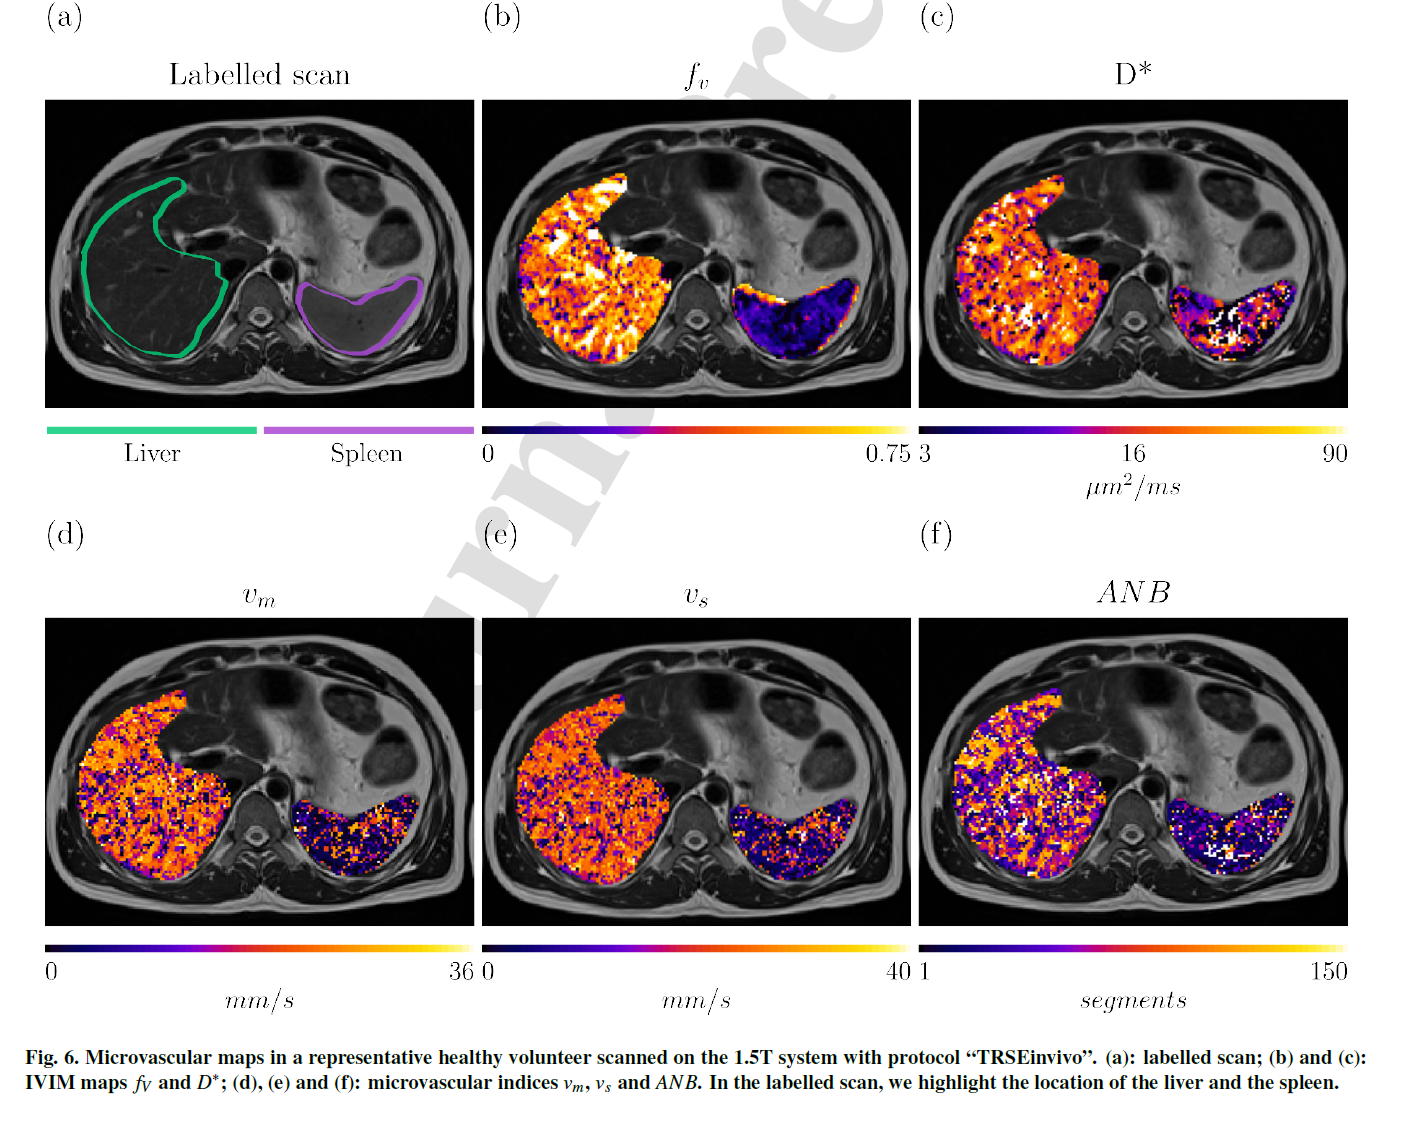 (a)
(b)
(c)
Labelled scan
f_v
D*
Liver
Spleen
0
0.75
3
16
90
μm²/ms
(d)
(e)
(f)
v_m
v_s
ANB
0
36
mm/s
0
40
mm/s
1
150
segments
Fig. 6. Microvascular maps in a representative healthy volunteer scanned on the 1.5T system with protocol “TRSEinvivo”. (a): labelled scan; (b) and (c):
IVIM maps f_V and D*; (d), (e) and (f): microvascular indices v_m, v_s and ANB. In the labelled scan, we highlight the location of the liver and the spleen.